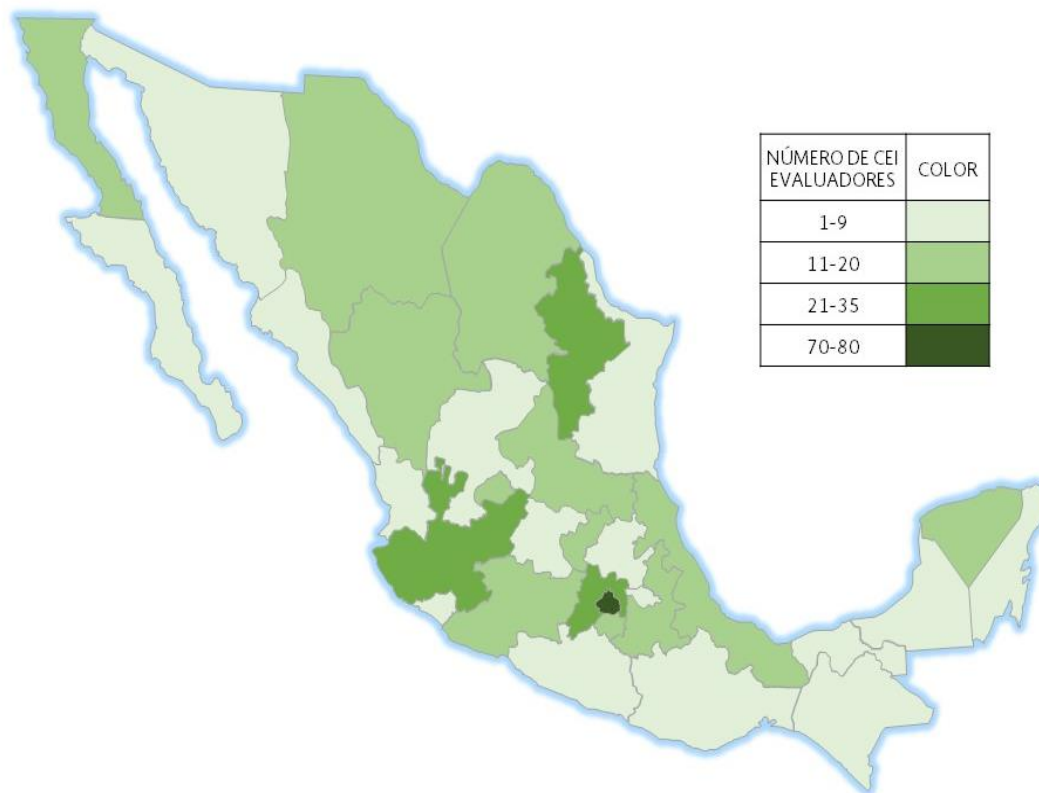 NÚMERO DE CEI
EVALUADORES
COLOR
1-9
11-20
21-35
70-80